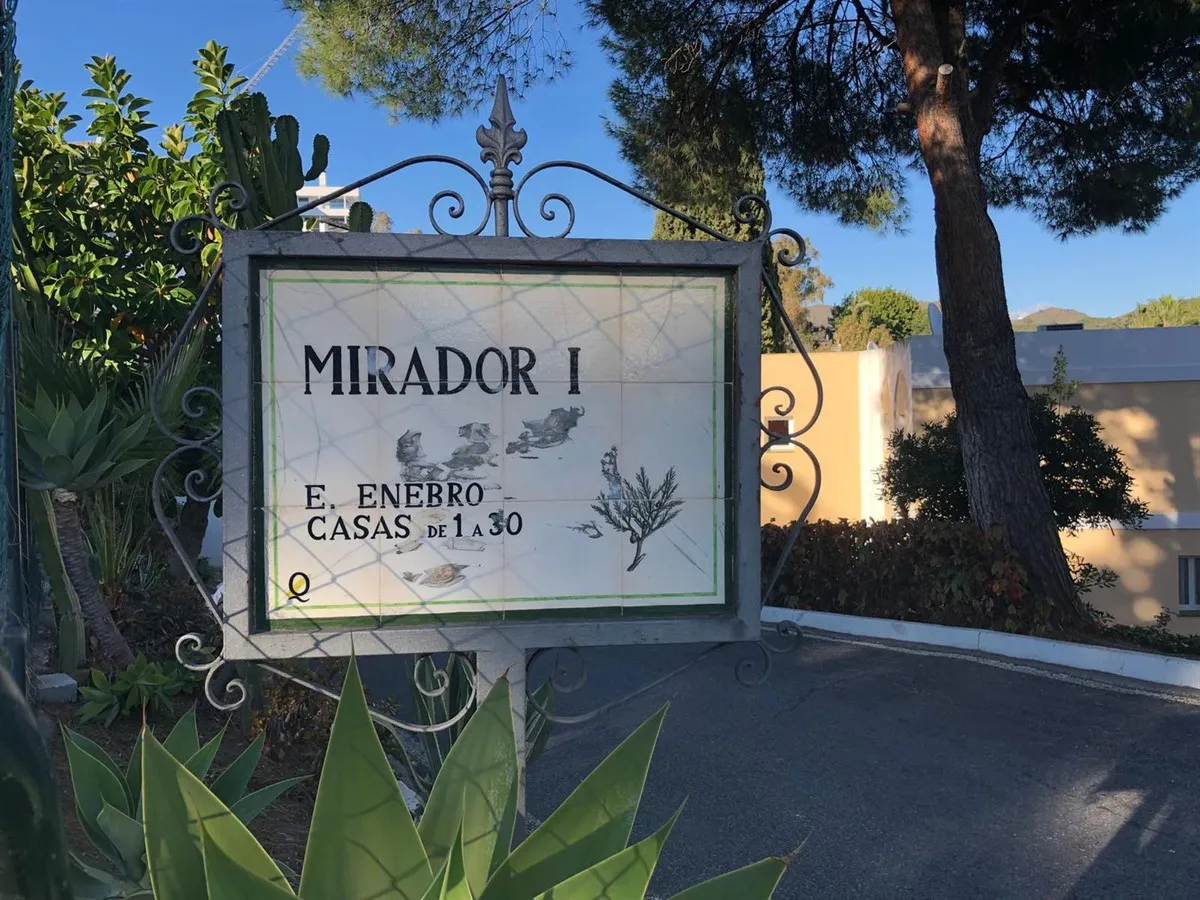 MIRADOR I
E. ENEBRO
CASAS DE 1 A 30
Q